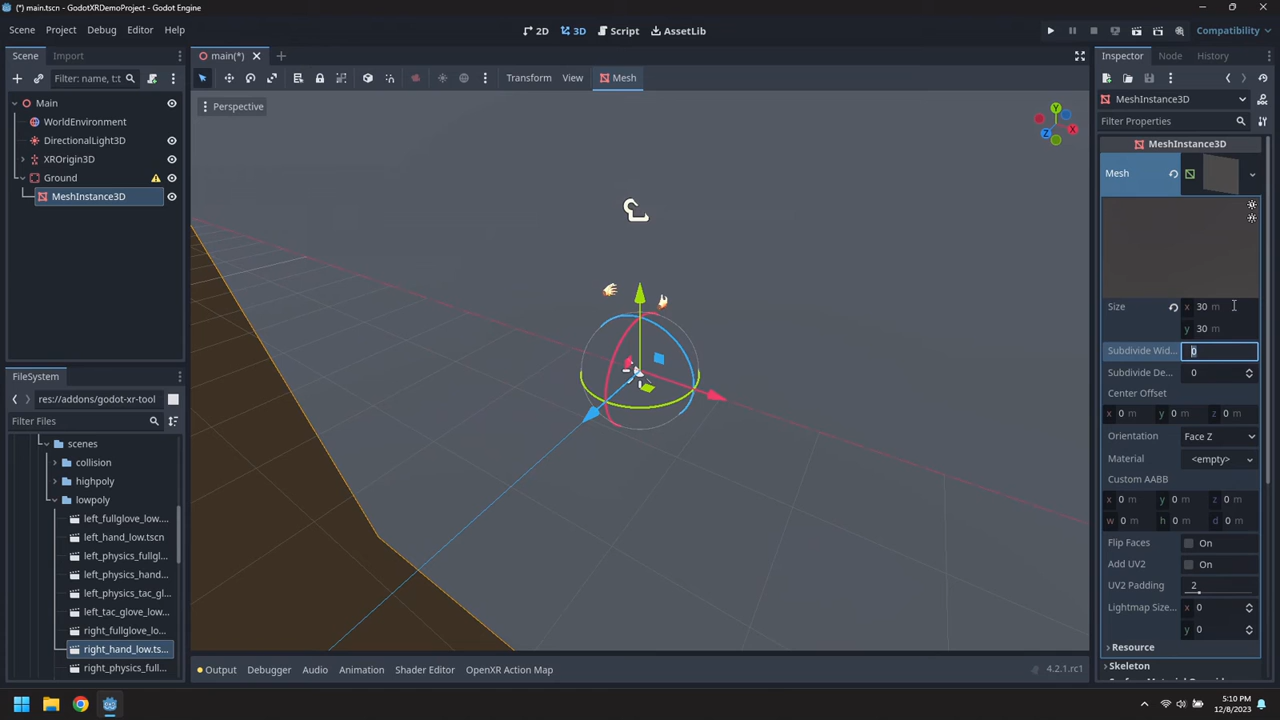 (*) main.tscn - GodotXRDemoProject - Godot Engine
Scene Project Debug Editor Help
2D 3D Script AssetLib
Compatibility
Scene Import
main(*)
Inspector Node History
Filter: name, t:t
Transform View Mesh
MeshInstance3D
Perspective
Filter Properties
Main
WorldEnvironment
DirectionalLight3D
XROrigin3D
Ground
MeshInstance3D
MeshInstance3D
Mesh
Size x 30 m
y 30 m
Subdivide Wid... 0
Subdivide De... 0
Center Offset
x 0 m y 0 m z 0 m
Orientation Face Z
Material <empty>
Custom AABB
x 0 m y 0 m z 0 m
w 0 m h 0 m d 0 m
Flip Faces On
Add UV2 On
UV2 Padding 2
Lightmap Size... x 0
y 0
Resource
Skeleton
FileSystem
res://addons/godot-xr-tool
Filter Files
scenes
collision
highpoly
lowpoly
left_fullglove_low....
left_hand_low.tscn
left_physics_fullgl...
left_physics_hand...
left_physics_tac_gl...
left_tac_glove_low...
right_fullglove_lo...
right_hand_low.ts...
right_physics_full...
Output Debugger Audio Animation Shader Editor OpenXR Action Map
4.2.1.rc1
5:10 PM
12/8/2023